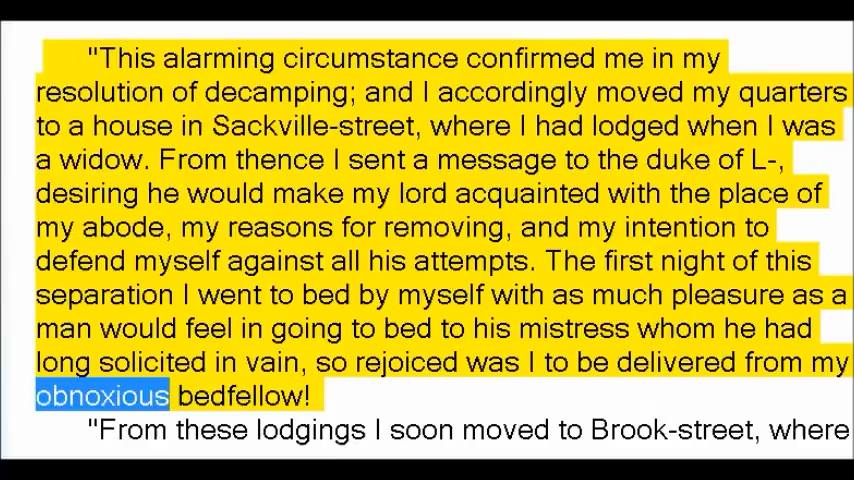 "This alarming circumstance confirmed me in my
resolution of decamping; and I accordingly moved my quarters
to a house in Sackville-street, where I had lodged when I was
a widow. From thence I sent a message to the duke of L-,
desiring he would make my lord acquainted with the place of
my abode, my reasons for removing, and my intention to
defend myself against all his attempts. The first night of this
separation I went to bed by myself with as much pleasure as a
man would feel in going to bed to his mistress whom he had
long solicited in vain, so rejoiced was I to be delivered from my
obnoxious bedfellow!
"From these lodgings I soon moved to Brook-street, where